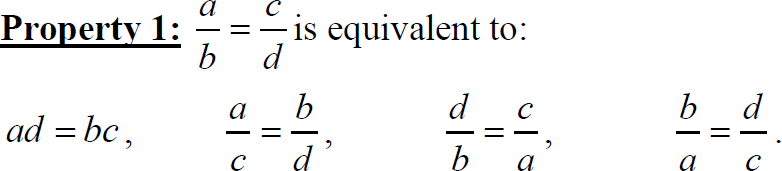 Property 1: a/b = c/d is equivalent to:
ad = bc, a/c = b/d, d/b = c/a, b/a = d/c.